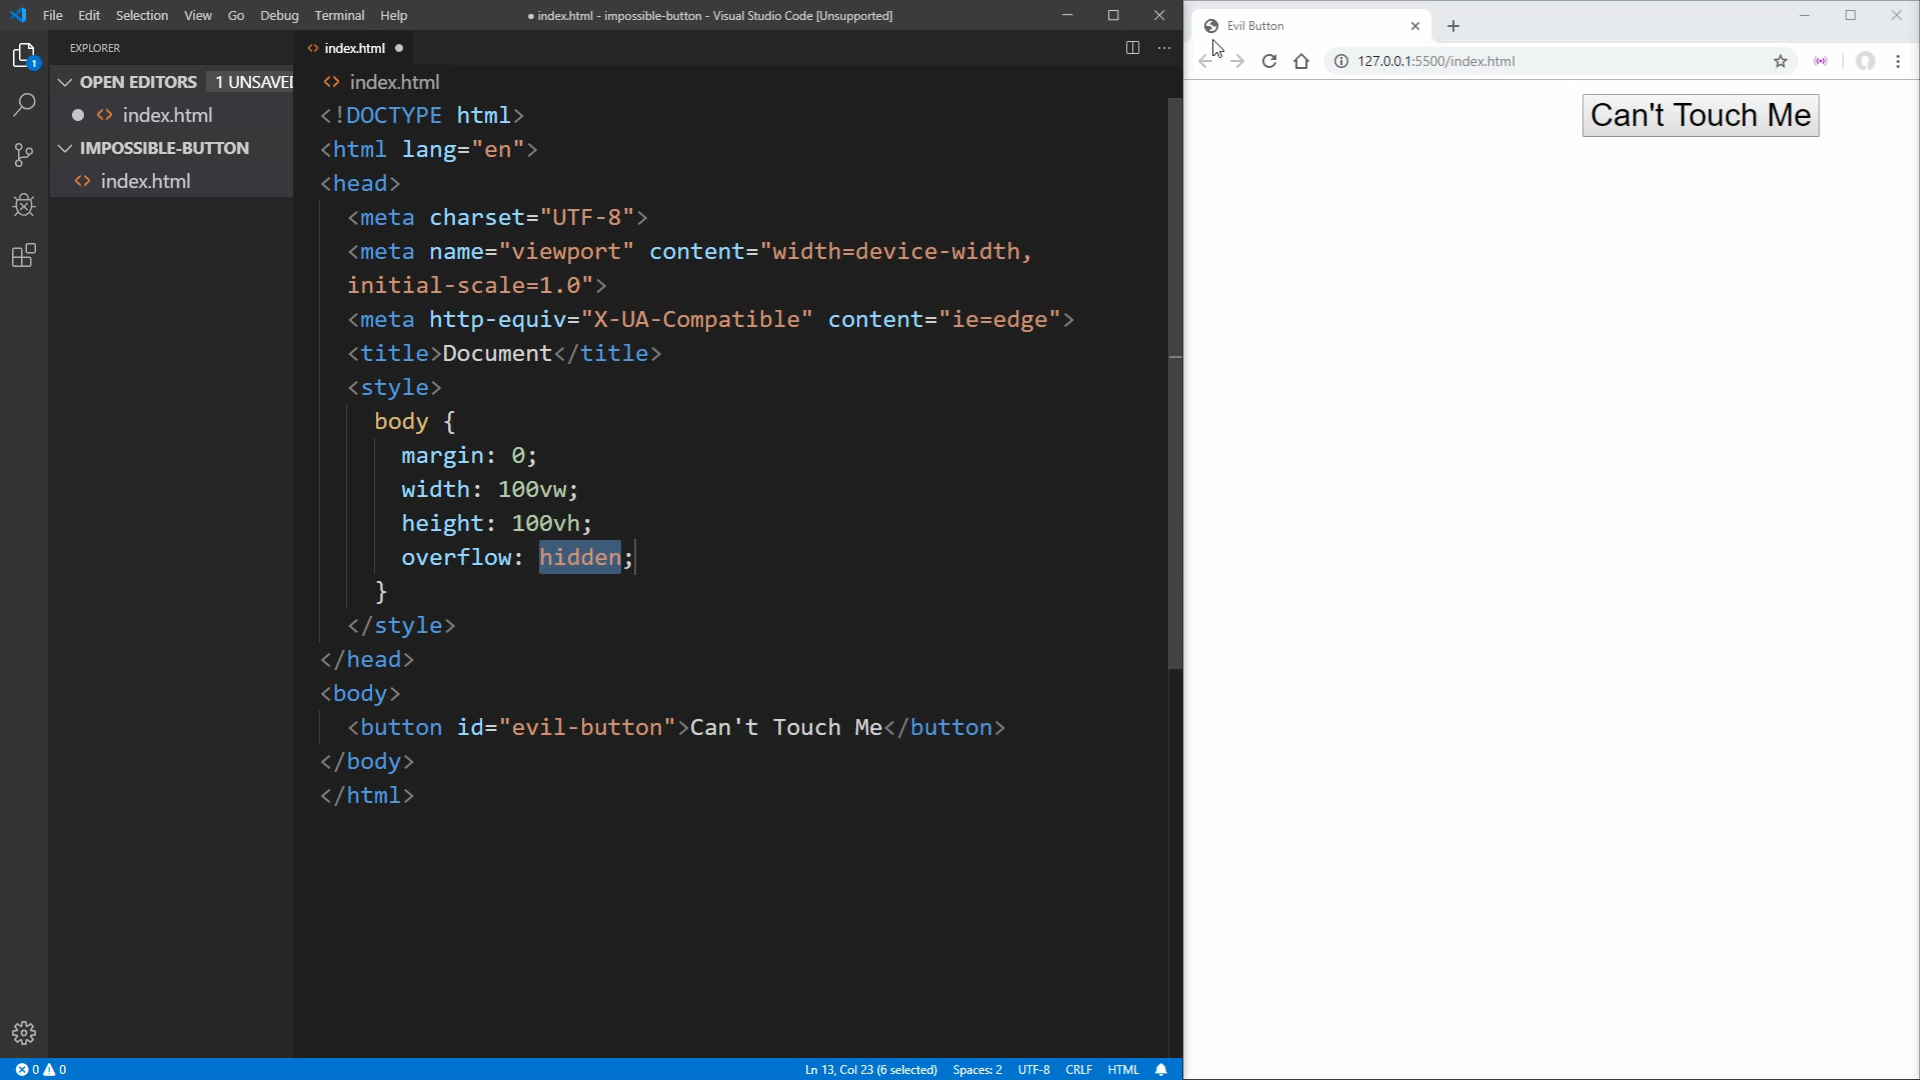 File Edit Selection View Go Debug Terminal Help
● index.html - impossible-button - Visual Studio Code [Unsupported]
EXPLORER
OPEN EDITORS 1 UNSAVED
index.html
IMPOSSIBLE-BUTTON
index.html
1
index.html
index.html
<!DOCTYPE html>
<html lang="en">
<head>
<meta charset="UTF-8">
<meta name="viewport" content="width=device-width,
initial-scale=1.0">
<meta http-equiv="X-UA-Compatible" content="ie=edge">
<title>Document</title>
<style>
body {
margin: 0;
width: 100vw;
height: 100vh;
overflow: hidden;
}
</style>
</head>
<body>
<button id="evil-button">Can't Touch Me</button>
</body>
</html>
0 0
Ln 13, Col 23 (6 selected) Spaces: 2 UTF-8 CRLF HTML
Evil Button
127.0.0.1:5500/index.html
Can't Touch Me